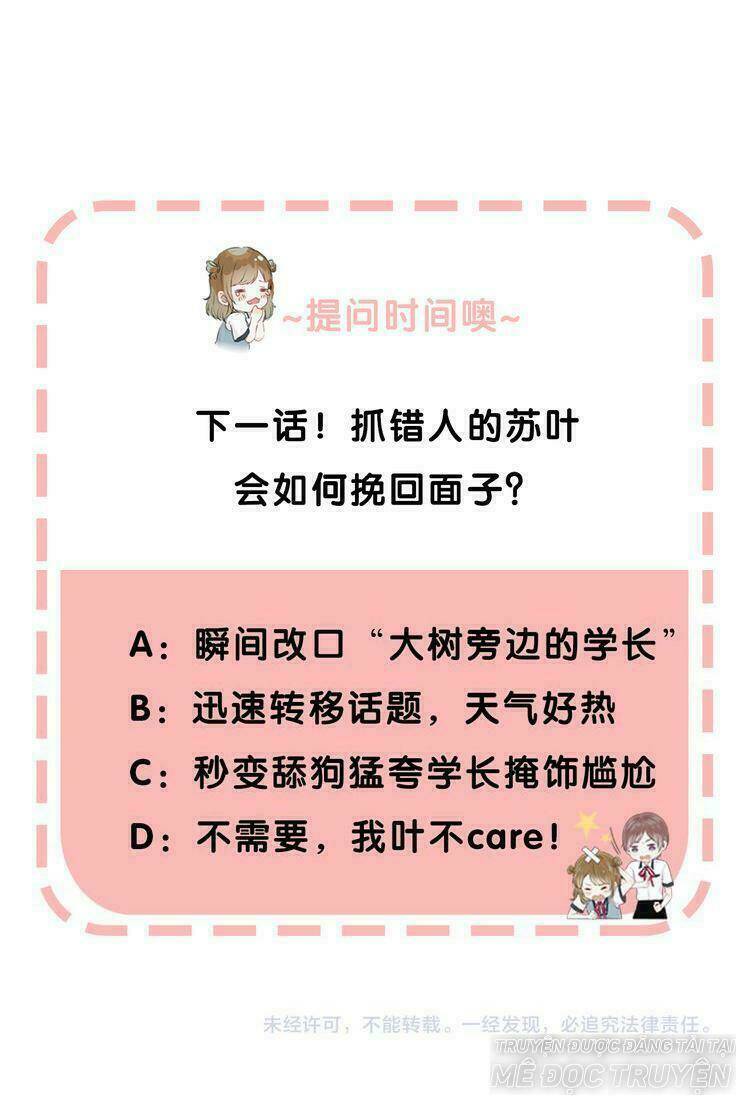 ~提问时间噢~
下一话！抓错人的苏叶
会如何挽回面子？
A：瞬间改口“大树旁边的学长”
B：迅速转移话题，天气好热
C：秒变舔狗猛夸学长掩饰尴尬
D：不需要，我叶不care！
未经许可，不能转载。一经发现，必追究法律责任。
TRUYỆN ĐƯỢC ĐĂNG TẢI TẠI
MÊ ĐỌC TRUYỆN